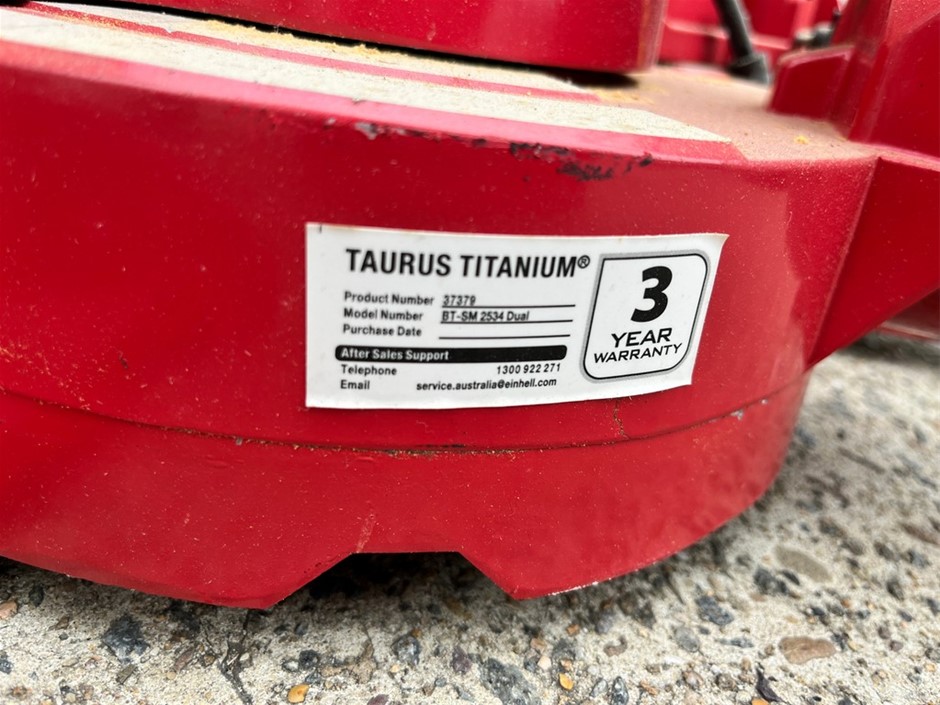 TAURUS TITANIUM®
Product Number 37379
Model Number BT-SM 2534 Dual
Purchase Date
After Sales Support
Telephone 1300 922 271
Email service.australia@einhell.com
3
YEAR
WARRANTY